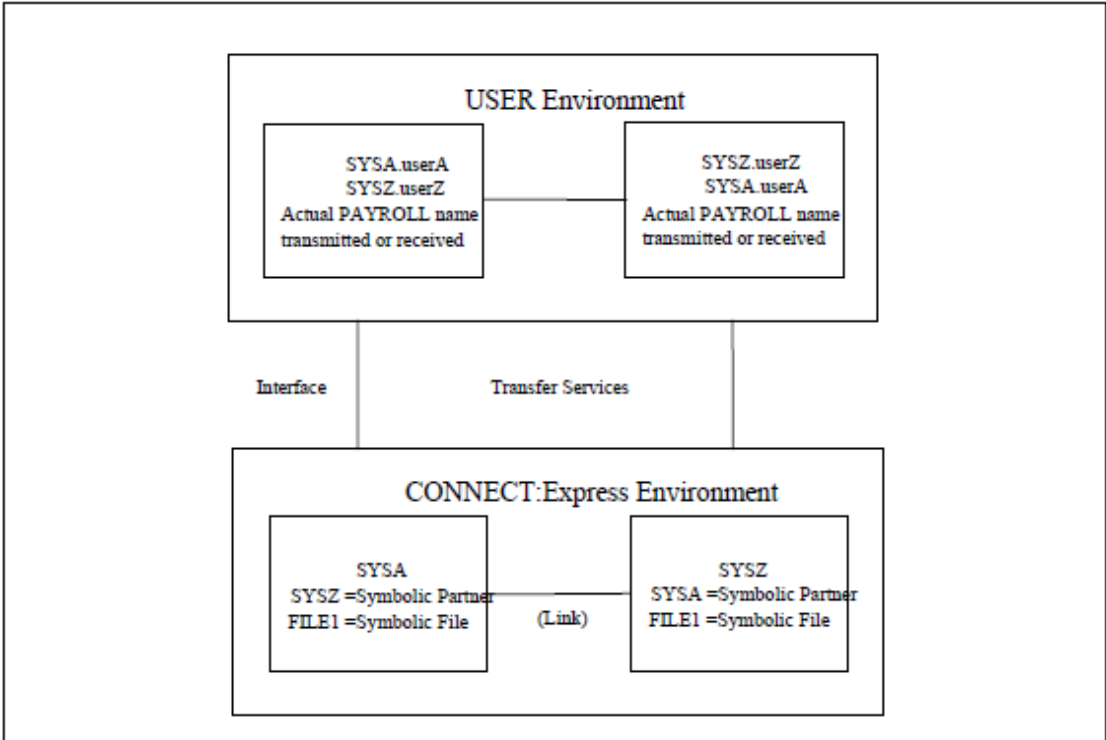 USER Environment
SYSA.userA
SYSZ.userZ
Actual PAYROLL name
transmitted or received
SYSZ.userZ
SYSA.userA
Actual PAYROLL name
transmitted or received
Interface
Transfer Services
CONNECT:Express Environment
SYSA
SYSZ =Symbolic Partner
FILE1 =Symbolic File
(Link)
SYSZ
SYSA =Symbolic Partner
FILE1 =Symbolic File